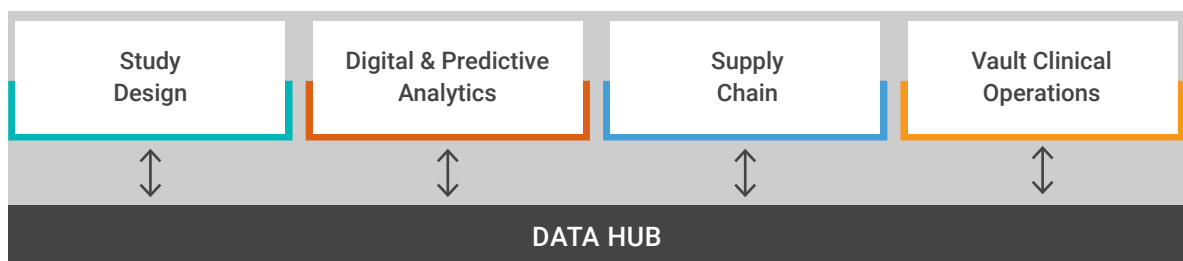 Study
Design
Digital & Predictive
Analytics
Supply
Chain
Vault Clinical
Operations
DATA HUB